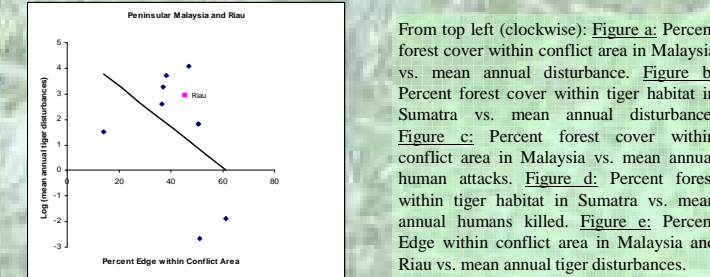 Peninsular Malaysia and Riau
Log (mean annual tiger disturbances)
5
4
3
2
1
0
-1
-2
-3
0
20
40
60
80
Riau
Percent Edge within Conflict Area
From top left (clockwise): Figure a: Percent
forest cover within conflict area in Malaysia
vs. mean annual disturbance. Figure b
Percent forest cover within tiger habitat in
Sumatra vs. mean annual disturbance
Figure c: Percent forest cover within
conflict area in Malaysia vs. mean annual
human attacks. Figure d: Percent fores
within tiger habitat in Sumatra vs. mean
annual humans killed. Figure e: Percen
Edge within conflict area in Malaysia and
Riau vs. mean annual tiger disturbances.